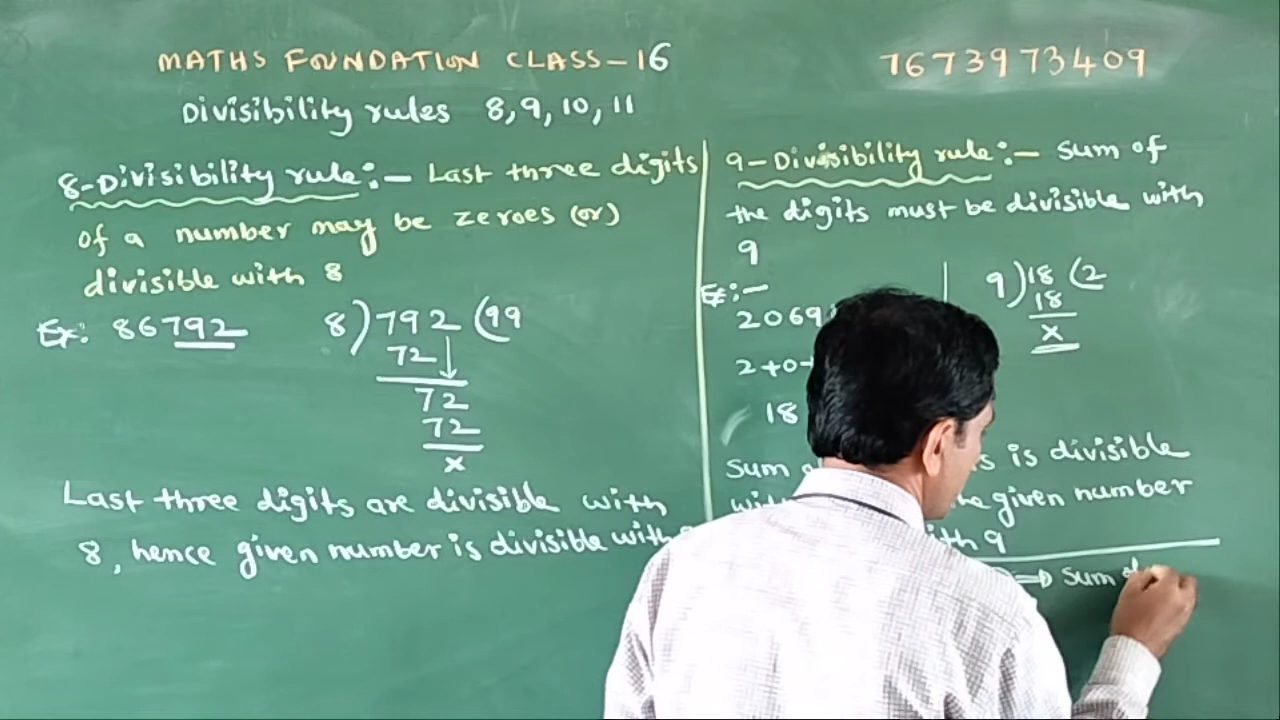 MATHS FOUNDATION CLASS-16
7673973409
Divisibility rules 8, 9, 10, 11
8-Divisibility rule:- Last three digits
of a number may be zeroes (or)
divisible with 8
Ex: 86792
8) 792 (99
72
72
72
x
Last three digits are divisible with
8, hence given number is divisible with
9-Divisibility rule:- Sum of
the digits must be divisible with
9
Ex:-
2069
2+0+
18
9) 18 (2
18
x
Sum is divisible
given number
9
⇒ Sum